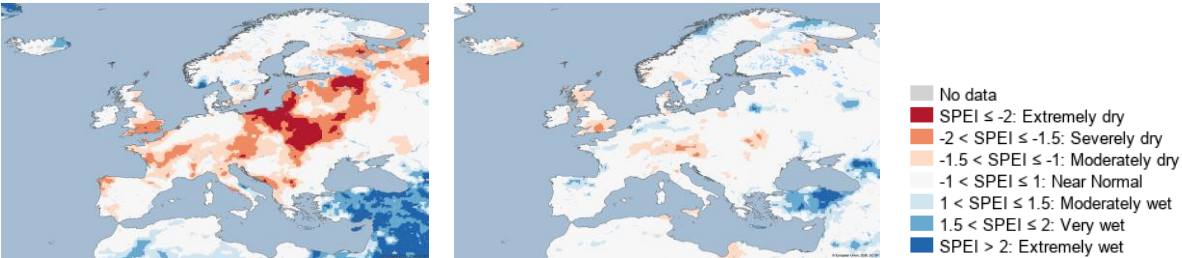 No data
SPEI ≤ -2: Extremely dry
-2 < SPEI ≤ -1.5: Severely dry
-1.5 < SPEI ≤ -1: Moderately dry
-1 < SPEI ≤ 1: Near Normal
1 < SPEI ≤ 1.5: Moderately wet
1.5 < SPEI ≤ 2: Very wet
SPEI > 2: Extremely wet